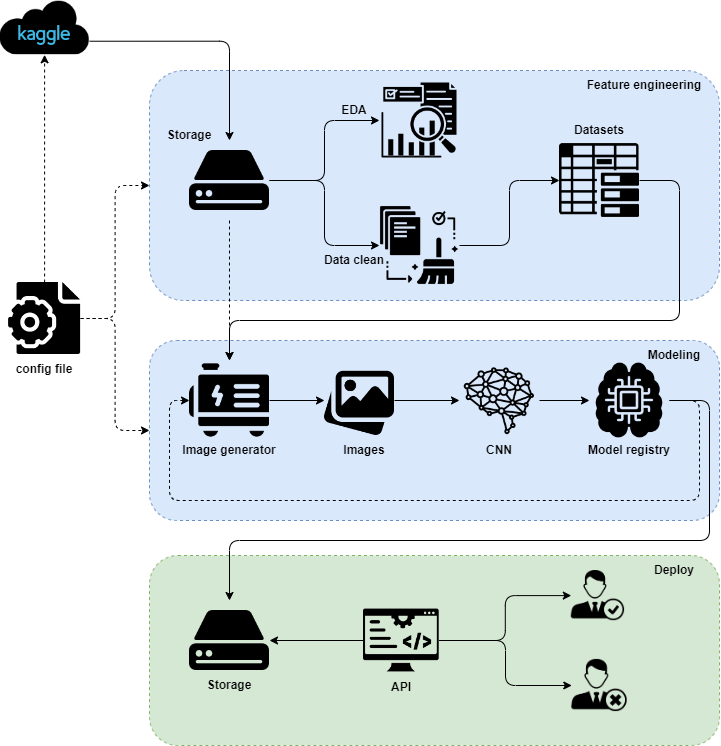 kaggle
Feature engineering
EDA
Storage
Datasets
Data clean
config file
Modeling
Image generator
Images
CNN
Model registry
Deploy
</>
Storage
API